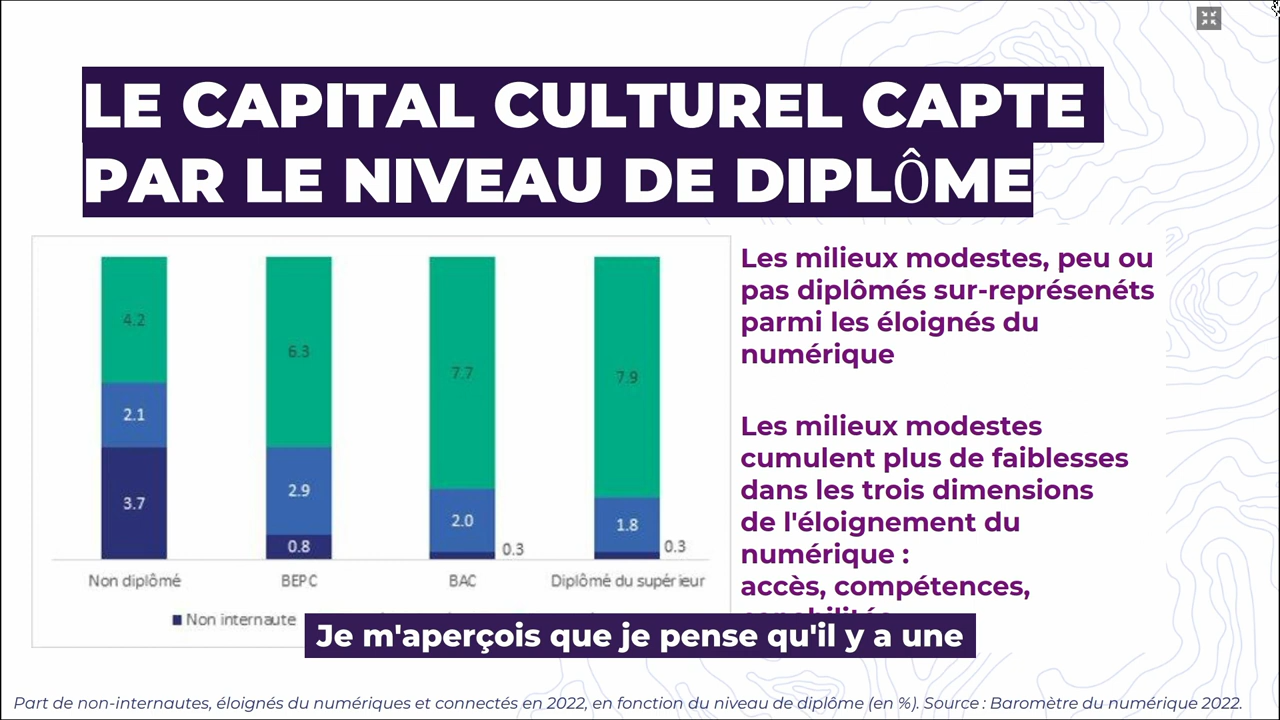 LE CAPITAL CULTUREL CAPTE
PAR LE NIVEAU DE DIPLÔME
4.2
2.1
3.7
6.3
2.9
0.8
7.7
2.0
0.3
7.9
1.8
0.3
Non diplômé
BEPC
BAC
Diplômé du supérieur
Non internaute
Les milieux modestes, peu ou
pas diplômés sur-représenéts
parmi les éloignés du
numérique
Les milieux modestes
cumulent plus de faiblesses
dans les trois dimensions
de l'éloignement du
numérique :
accès, compétences,
Je m'aperçois que je pense qu'il y a une
Part de non internautes, éloignés du numériques et connectés en 2022, en fonction du niveau de diplôme (en %). Source : Baromètre du numérique 2022.